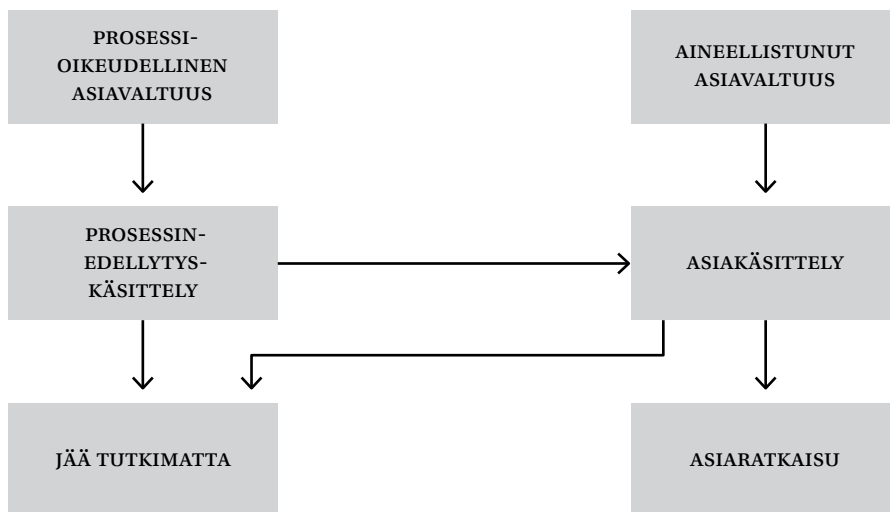 PROSESSI-
OIKEUDELLINEN
ASIAVALTUUS
AINEELLISTUNUT
ASIAVALTUUS
PROSESSIN-
EDELLYTYS-
KÄSITTELY
ASIAKÄSITTELY
JÄÄ TUTKIMATTA
ASIARATKAISU